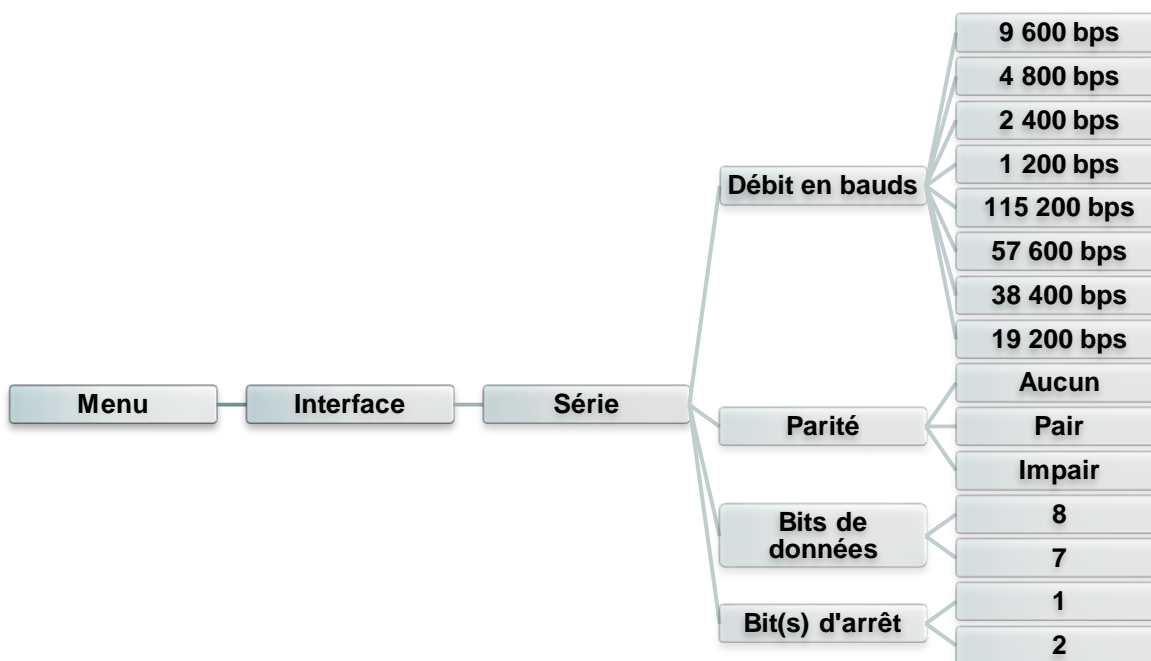 9 600 bps
4 800 bps
2 400 bps
1 200 bps
Débit en bauds
115 200 bps
57 600 bps
38 400 bps
19 200 bps
Menu
Interface
Série
Aucun
Parité
Pair
Impair
Bits de
données
8
7
Bit(s) d'arrêt
1
2